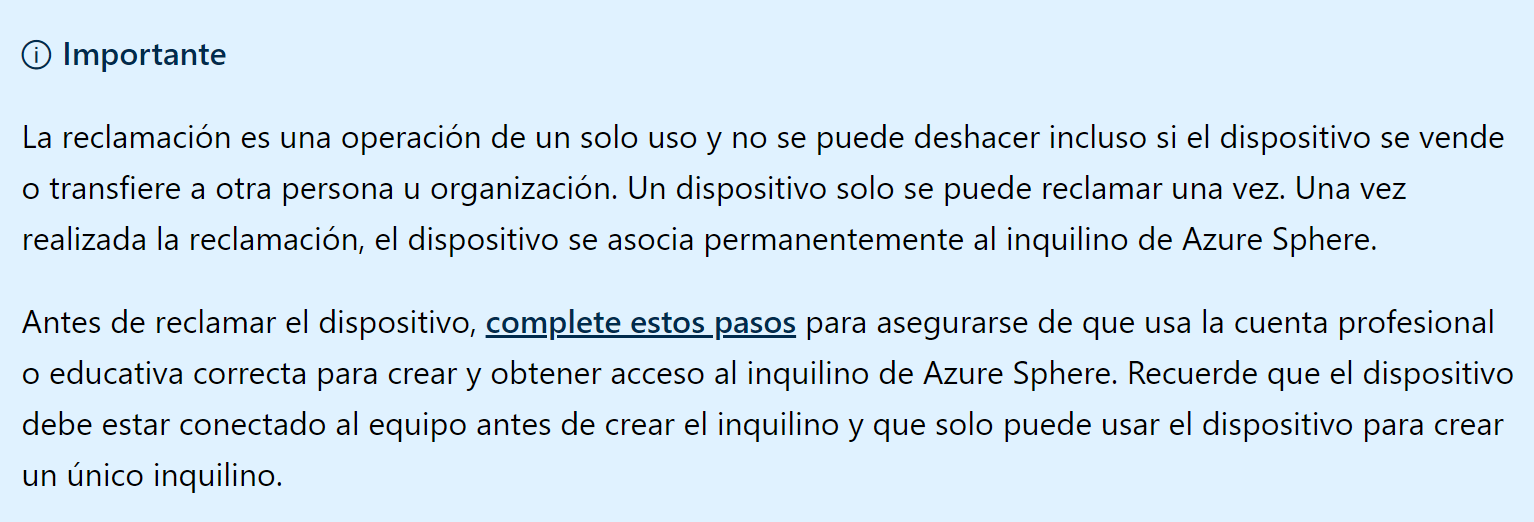 Importante
La reclamación es una operación de un solo uso y no se puede deshacer incluso si el dispositivo se vende
o transfiere a otra persona u organización. Un dispositivo solo se puede reclamar una vez. Una vez
realizada la reclamación, el dispositivo se asocia permanentemente al inquilino de Azure Sphere.
Antes de reclamar el dispositivo, complete estos pasos para asegurarse de que usa la cuenta profesional
o educativa correcta para crear y obtener acceso al inquilino de Azure Sphere. Recuerde que el dispositivo
debe estar conectado al equipo antes de crear el inquilino y que solo puede usar el dispositivo para crear
un único inquilino.